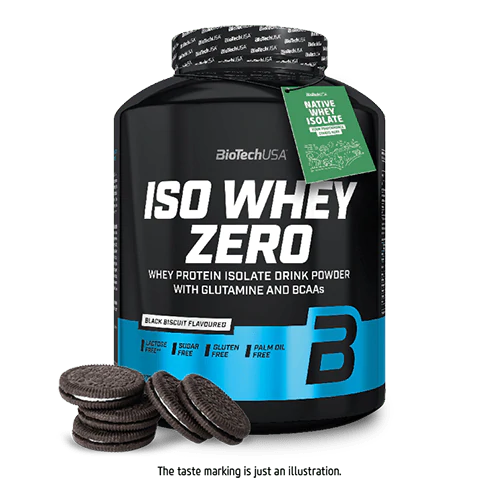 BioTechUSA
NATIVE
WHEY
ISOLATE
BioTechUSA
ISO WHEY
ZERO
WHEY PROTEIN ISOLATE DRINK POWDER
WITH GLUTAMINE AND BCAAs
BLACK BISCUIT FLAVOURED
LACTOSE FREE**
SUGAR FREE
GLUTEN FREE
PALM OIL FREE
B
The taste marking is just an illustration.